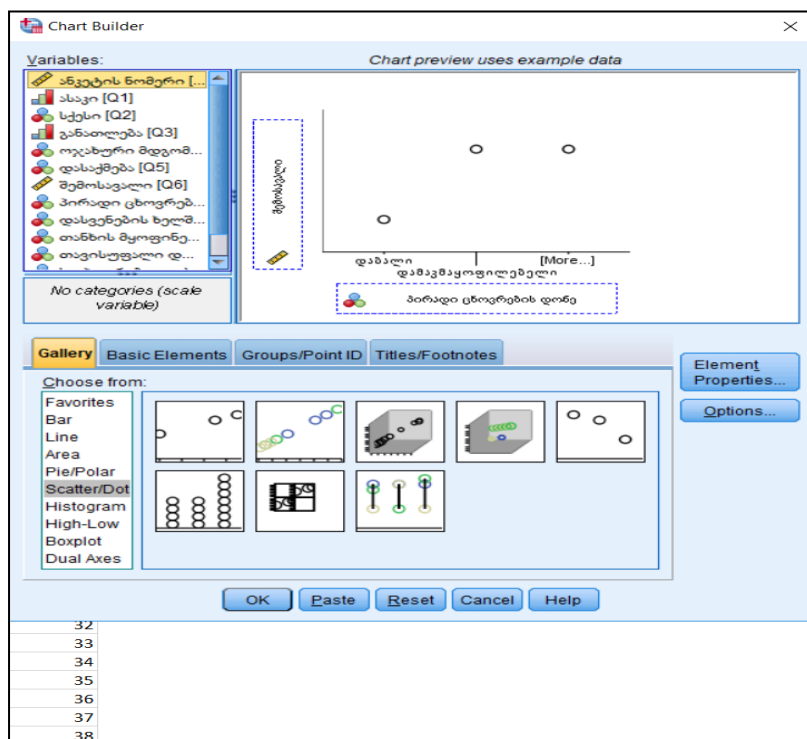 Chart Builder
Variables:
ანკეტის ნომერი [...
ასაკი [Q1]
სქესი [Q2]
განათლება [Q3]
ოჯახური მდგომ...
დასაქმება [Q5]
შემოსავალი [Q6]
პირადი ცხოვრებ...
დასვენების ხელმ...
თანხის მყოფინე...
თავისუფალი დ...
No categories (scale
variable)
Chart preview uses example data
შემოსავალი
დაბალი
[More...]
დამაკმაყოფილებელი
პირადი ცხოვრების დონე
Gallery
Basic Elements
Groups/Point ID
Titles/Footnotes
Choose from:
Favorites
Bar
Line
Area
Pie/Polar
Scatter/Dot
Histogram
High-Low
Boxplot
Dual Axes
Element
Properties...
Options...
OK
Paste
Reset
Cancel
Help
32
33
34
35
36
37
38